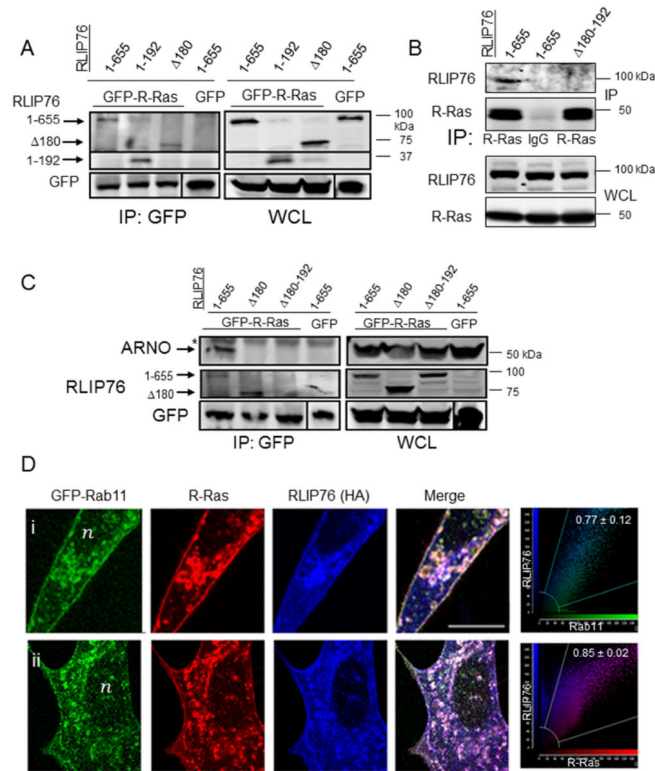 A
RLIP76
1-655
1-192
Δ180
1-655
1-655
1-192
Δ180
1-655
RLIP76
GFP-R-Ras
GFP
GFP-R-Ras
GFP
1-655
100
kDa
Δ180
75
1-192
37
GFP
IP: GFP
WCL
B
RLIP76
1-655
1-655
Δ180-192
RLIP76
100 kDa
IP
R-Ras
50
IP:
R-Ras
IgG
R-Ras
RLIP76
100 kDa
WCL
R-Ras
50
C
RLIP76
1-655
Δ180
Δ180-192
1-655
1-655
Δ180
Δ180-192
1-655
GFP-R-Ras
GFP
GFP-R-Ras
GFP
*
ARNO
50 kDa
1-655
100
RLIP76
Δ180
75
GFP
IP: GFP
WCL
D
GFP-Rab11
R-Ras
RLIP76 (HA)
Merge
i
n
0.77 ± 0.12
RLIP76
Rab11
ii
n
0.85 ± 0.02
RLIP76
R-Ras